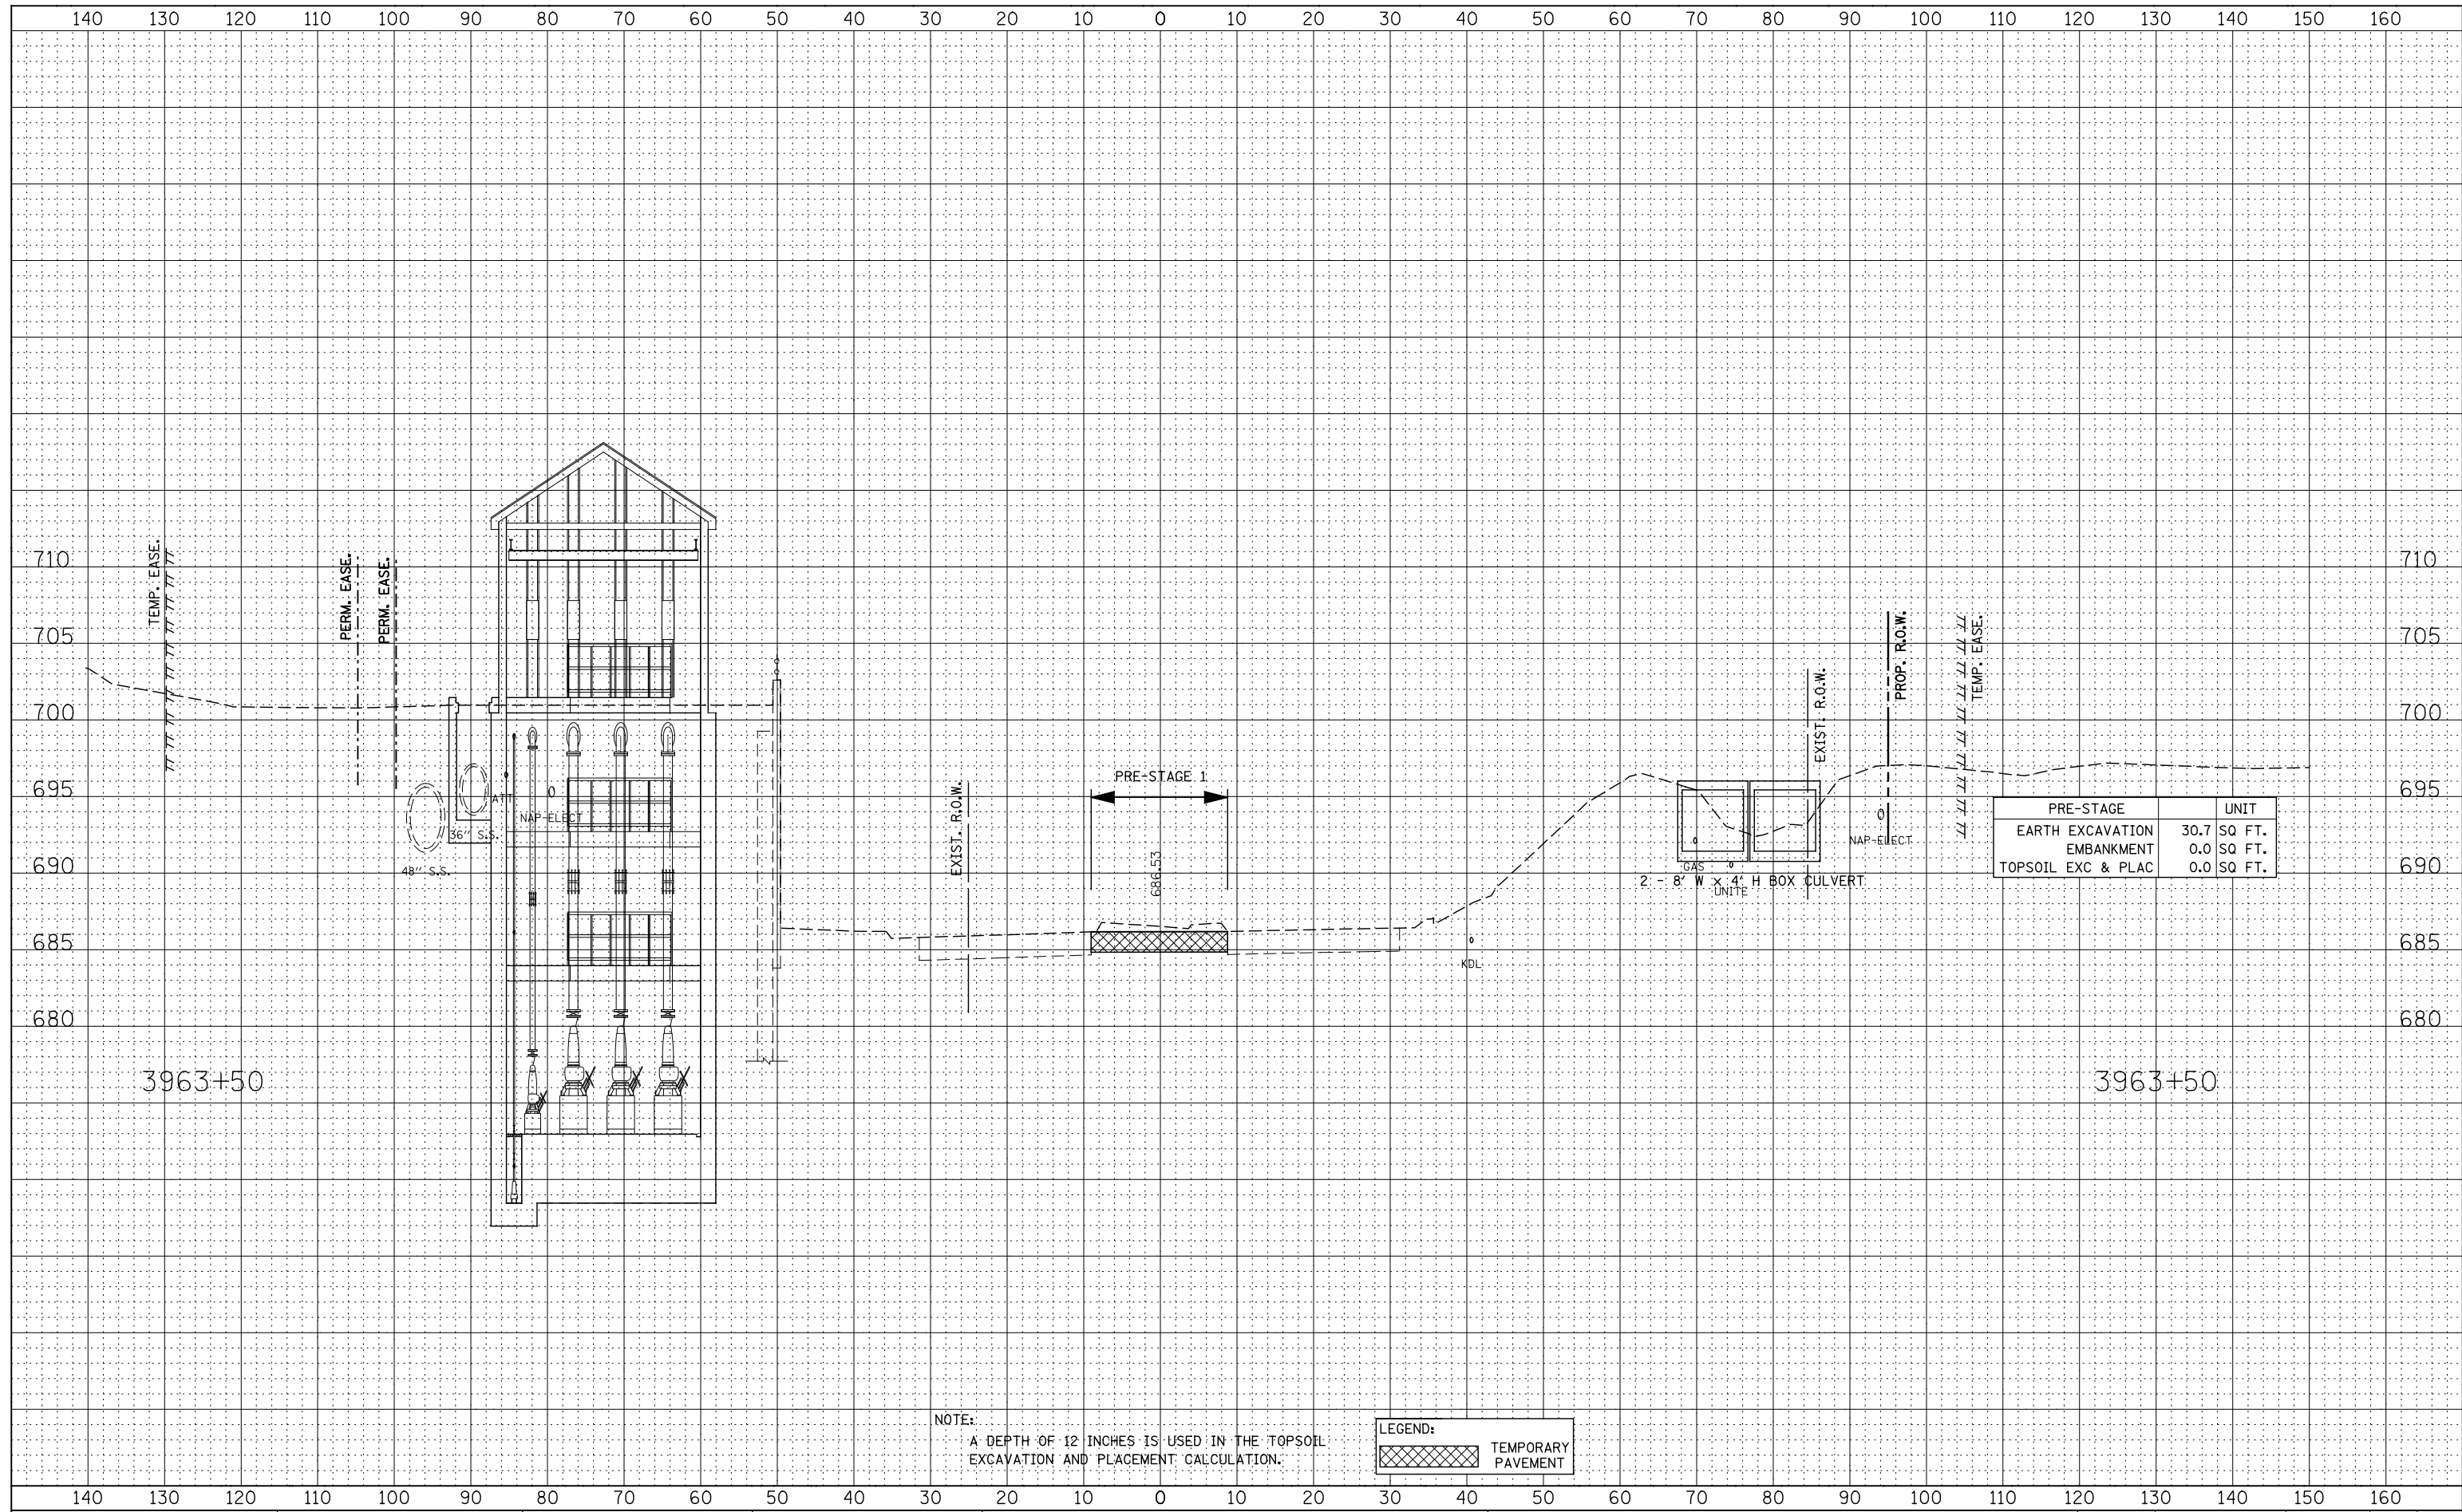 140 130 120 110 100 90 80 70 60 50 40 30 20 10 0 10 20 30 40 50 60 70 80 90 100 110 120 130 140 150 160
TEMP. EASE.
PERM. EASE.
PERM. EASE.
710 710
705 705
700 700
695 695
690 690
685 685
680 680
EXIST. R.O.W.
PROP. R.O.W.
TEMP. EASE.
EXIST. R.O.W.
PRE-STAGE 1
686.53
ATT
NAP-ELECT
36" S.S.
48" S.S.
KDL
GAS
2 - 8' W x 4' H BOX CULVERT
UNITE
NAP-ELECT
PRE-STAGE UNIT
EARTH EXCAVATION 30.7 SQ FT.
EMBANKMENT 0.0 SQ FT.
TOPSOIL EXC & PLAC 0.0 SQ FT.
3963+50 3963+50
NOTE:
A DEPTH OF 12 INCHES IS USED IN THE TOPSOIL
EXCAVATION AND PLACEMENT CALCULATION.
LEGEND:
TEMPORARY
PAVEMENT
140 130 120 110 100 90 80 70 60 50 40 30 20 10 0 10 20 30 40 50 60 70 80 90 100 110 120 130 140 150 160